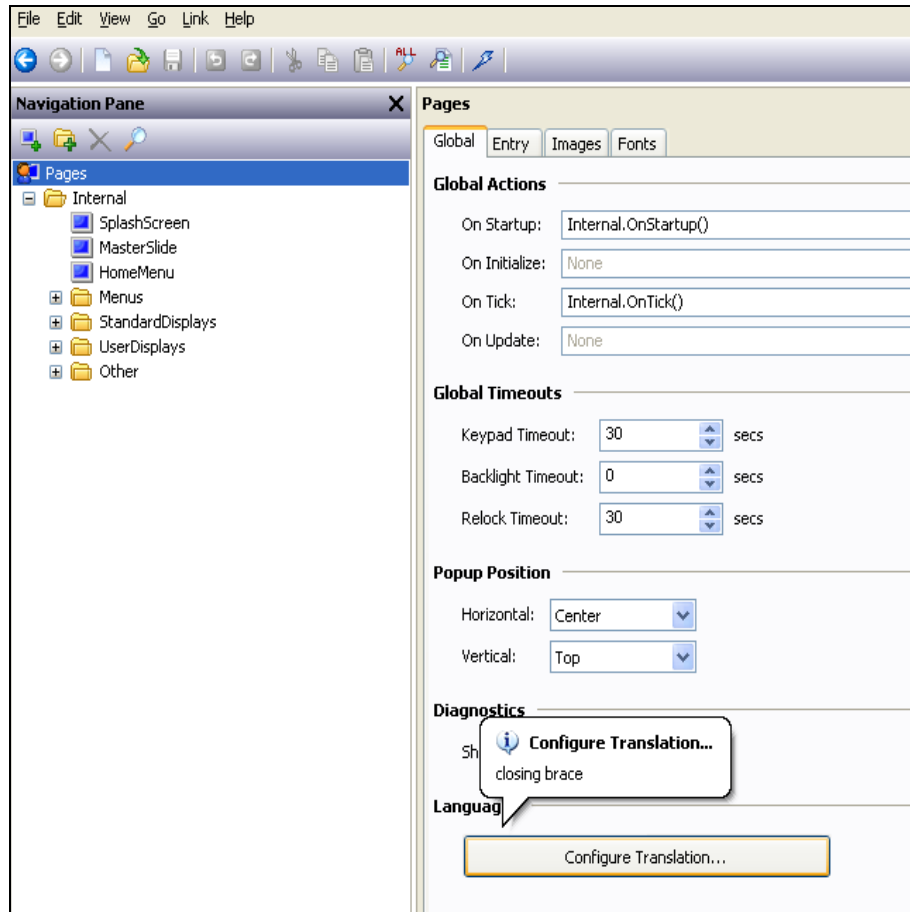 File Edit View Go Link Help
ALL
Navigation Pane
Pages
Internal
SplashScreen
MasterSlide
HomeMenu
Menus
StandardDisplays
UserDisplays
Other
Pages
Global Entry Images Fonts
Global Actions
On Startup: Internal.OnStartup()
On Initialize: None
On Tick: Internal.OnTick()
On Update: None
Global Timeouts
Keypad Timeout: 30 secs
Backlight Timeout: 0 secs
Relock Timeout: 30 secs
Popup Position
Horizontal: Center
Vertical: Top
Diagnostics
Configure Translation...
Sh
closing brace
Languag
Configure Translation...